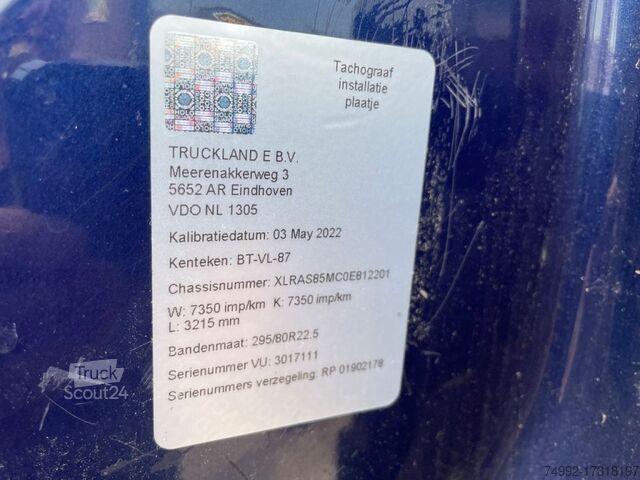 Tachograaf
installatie
plaatje
TRUCKLAND E B.V.
Meerenakkerweg 3
5652 AR Eindhoven
VDO NL 1305
Kalibratiedatum: 03 May 2022
Kenteken: BT-VL-87
Chassisnummer: XLRAS85MC0E812201
W: 7350 imp/km K: 7350 imp/km
L: 3215 mm
Bandenmaat: 295/80R22.5
Serienummer VU: 3017111
Serienummers verzegeling: RP 01902178
Truck
Scout24
74992-17318197